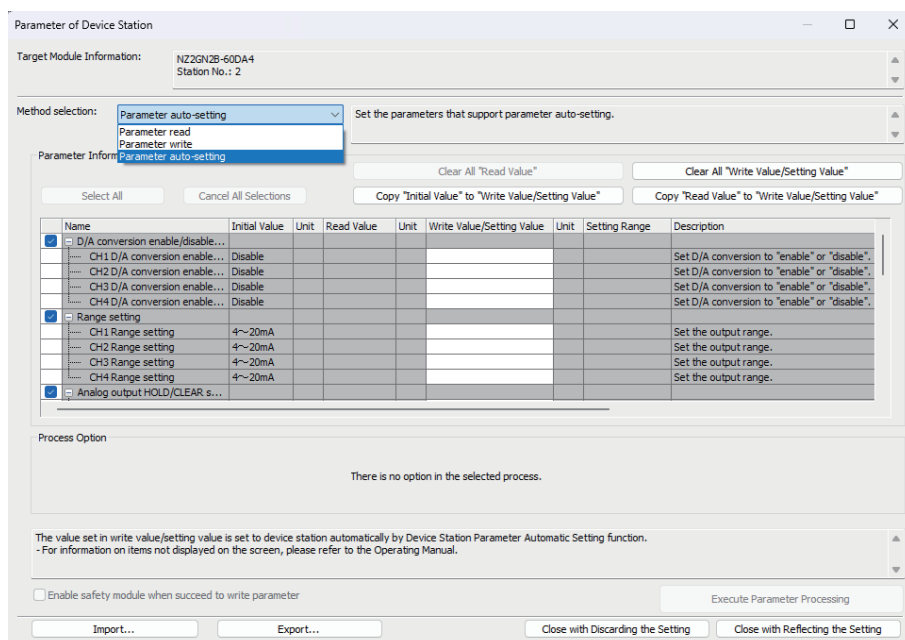 Parameter of Device Station
Target Module Information:
NZ2GN2B-60DA4
Station No.: 2
Method selection:
Parameter auto-setting
Set the parameters that support parameter auto-setting.
Parameter read
Parameter write
Parameter auto-setting
Parameter Inform
Clear All "Read Value"
Clear All "Write Value/Setting Value"
Select All
Cancel All Selections
Copy "Initial Value" to "Write Value/Setting Value"
Copy "Read Value" to "Write Value/Setting Value"
Name Initial Value Unit Read Value Unit Write Value/Setting Value Unit Setting Range Description
D/A conversion enable/disable...
CH1 D/A conversion enable... Disable Set D/A conversion to "enable" or "disable".
CH2 D/A conversion enable... Disable Set D/A conversion to "enable" or "disable".
CH3 D/A conversion enable... Disable Set D/A conversion to "enable" or "disable".
CH4 D/A conversion enable... Disable Set D/A conversion to "enable" or "disable".
Range setting
CH1 Range setting 4～20mA Set the output range.
CH2 Range setting 4～20mA Set the output range.
CH3 Range setting 4～20mA Set the output range.
CH4 Range setting 4～20mA Set the output range.
Analog output HOLD/CLEAR s...
Process Option
There is no option in the selected process.
The value set in write value/setting value is set to device station automatically by Device Station Parameter Automatic Setting function.
- For information on items not displayed on the screen, please refer to the Operating Manual.
Enable safety module when succeed to write parameter
Execute Parameter Processing
Import...
Export...
Close with Discarding the Setting
Close with Reflecting the Setting